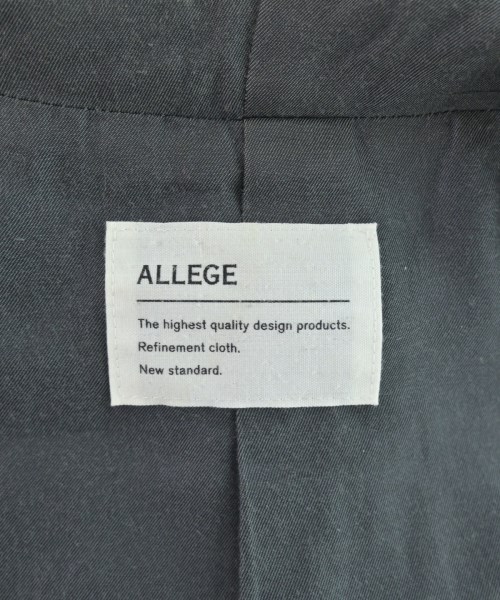 ALLEGE
The highest quality design products.
Refinement cloth.
New standard.